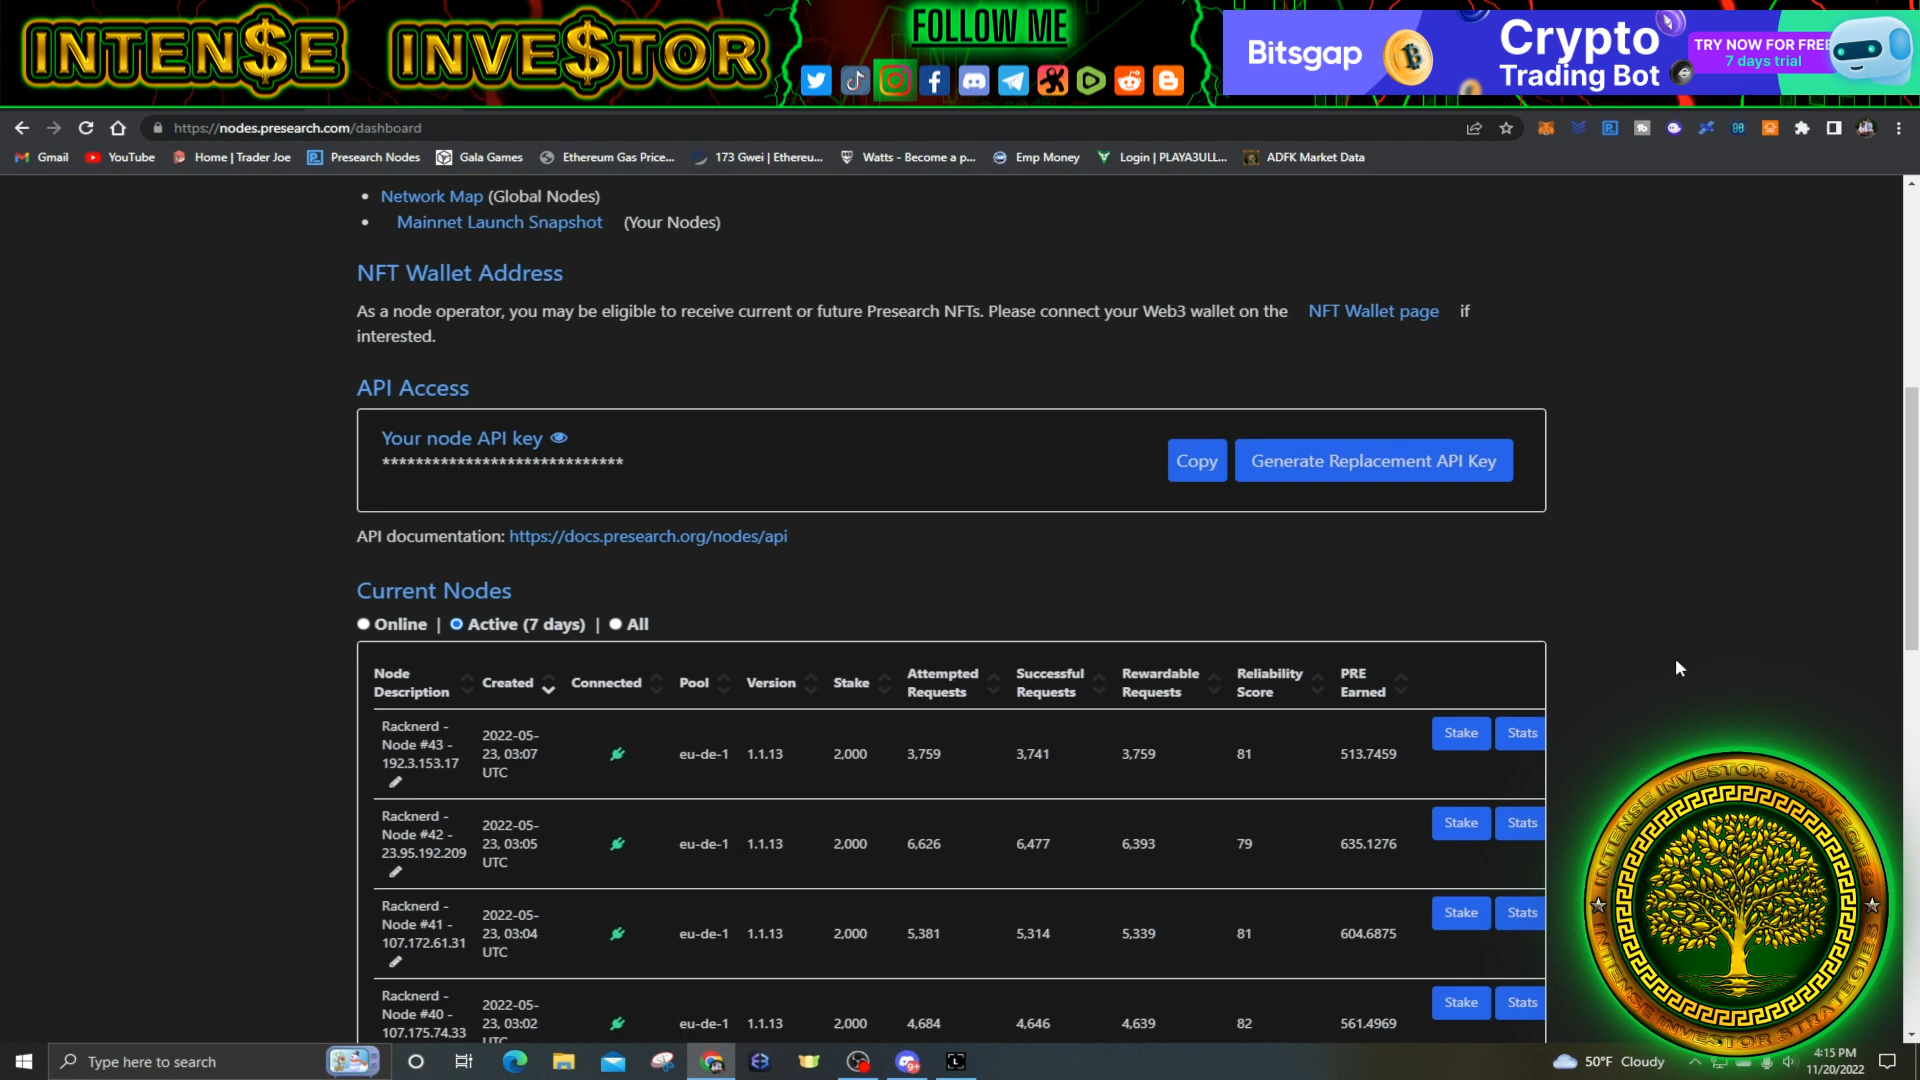 INTEN$E INVE$TOR
FOLLOW ME
Bitsgap
Crypto
Trading Bot
TRY NOW FOR FREE
7 days trial
https://nodes.presearch.com/dashboard
Gmail YouTube Home | Trader Joe Presearch Nodes Gala Games Ethereum Gas Price... 173 Gwei | Ethereu... Watts - Become a p... Emp Money Login | PLAYA3ULL... ADFK Market Data
• Network Map (Global Nodes)
• Mainnet Launch Snapshot (Your Nodes)
NFT Wallet Address
As a node operator, you may be eligible to receive current or future Presearch NFTs. Please connect your Web3 wallet on the NFT Wallet page if
interested.
API Access
Your node API key
*****************************
Copy Generate Replacement API Key
API documentation: https://docs.presearch.org/nodes/api
Current Nodes
Online | Active (7 days) | All
Node Description Created Connected Pool Version Stake Attempted Requests Successful Requests Rewardable Requests Reliability Score PRE Earned
Racknerd - Node #43 - 192.3.153.17 2022-05-23, 03:07 UTC eu-de-1 1.1.13 2,000 3,759 3,741 3,759 81 513.7459 Stake Stats
Racknerd - Node #42 - 23.95.192.209 2022-05-23, 03:05 UTC eu-de-1 1.1.13 2,000 6,626 6,477 6,393 79 635.1276 Stake Stats
Racknerd - Node #41 - 107.172.61.31 2022-05-23, 03:04 UTC eu-de-1 1.1.13 2,000 5,381 5,314 5,339 81 604.6875 Stake Stats
Racknerd - Node #40 - 107.175.74.33 2022-05-23, 03:02 UTC eu-de-1 1.1.13 2,000 4,684 4,646 4,639 82 561.4969 Stake Stats
INTENSE INVESTOR STRATEGIES
INTENSE INVESTOR STRATEGIES
Type here to search
9+
50°F Cloudy
4:15 PM
11/20/2022